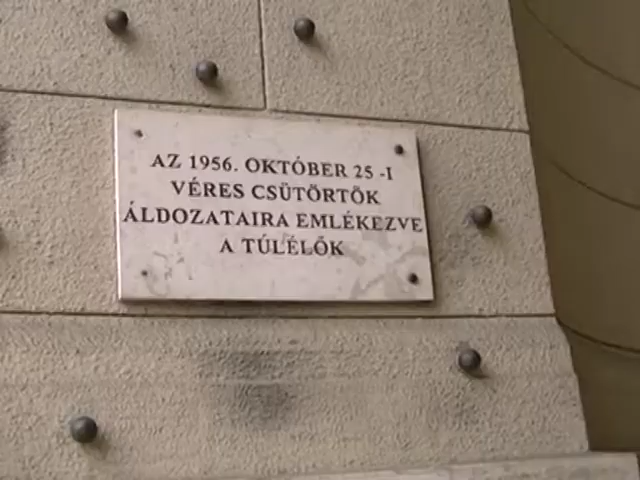 AZ 1956. OKTÓBER 25 -I
VÉRES CSÜTÖRTÖK
ÁLDOZATAIRA EMLÉKEZVE
A TÚLÉLŐK